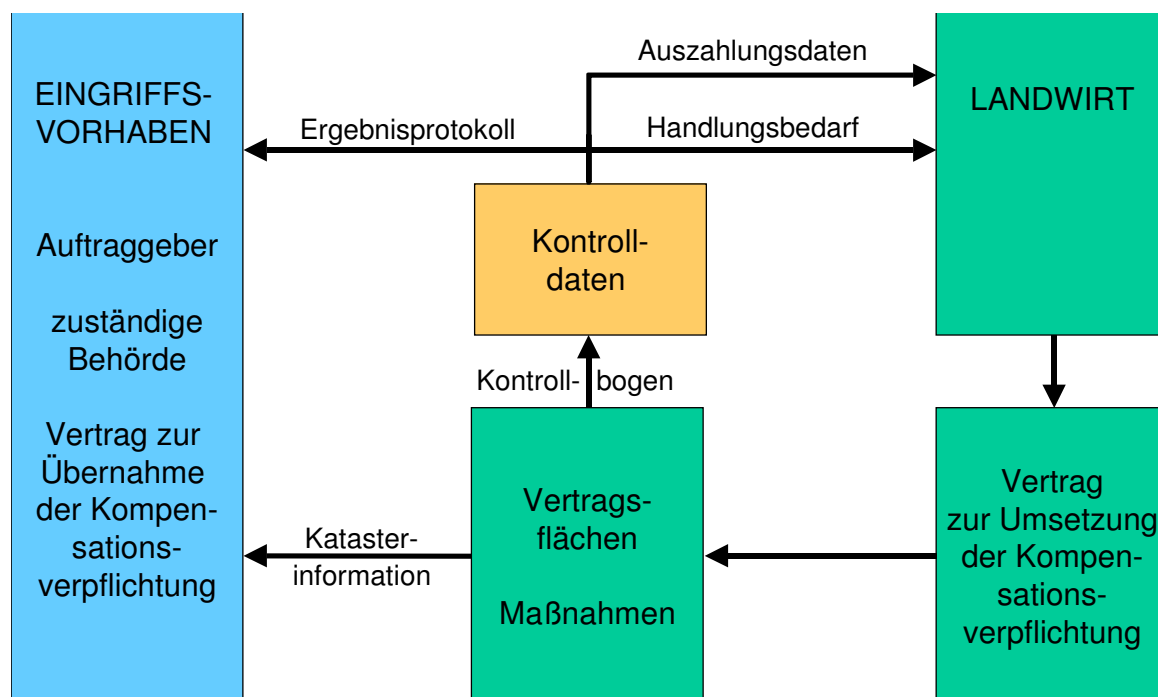 EINGRIFFS-
VORHABEN
Auftraggeber
zuständige
Behörde
Vertrag zur
Übernahme
der Kompen-
sations-
verpflichtung
Auszahlungsdaten
Ergebnisprotokoll
Handlungsbedarf
Kontroll-
daten
Kontroll- bogen
Vertrags-
flächen
Maßnahmen
Kataster-
information
LANDWIRT
Vertrag
zur Umsetzung
der Kompen-
sations-
verpflichtung